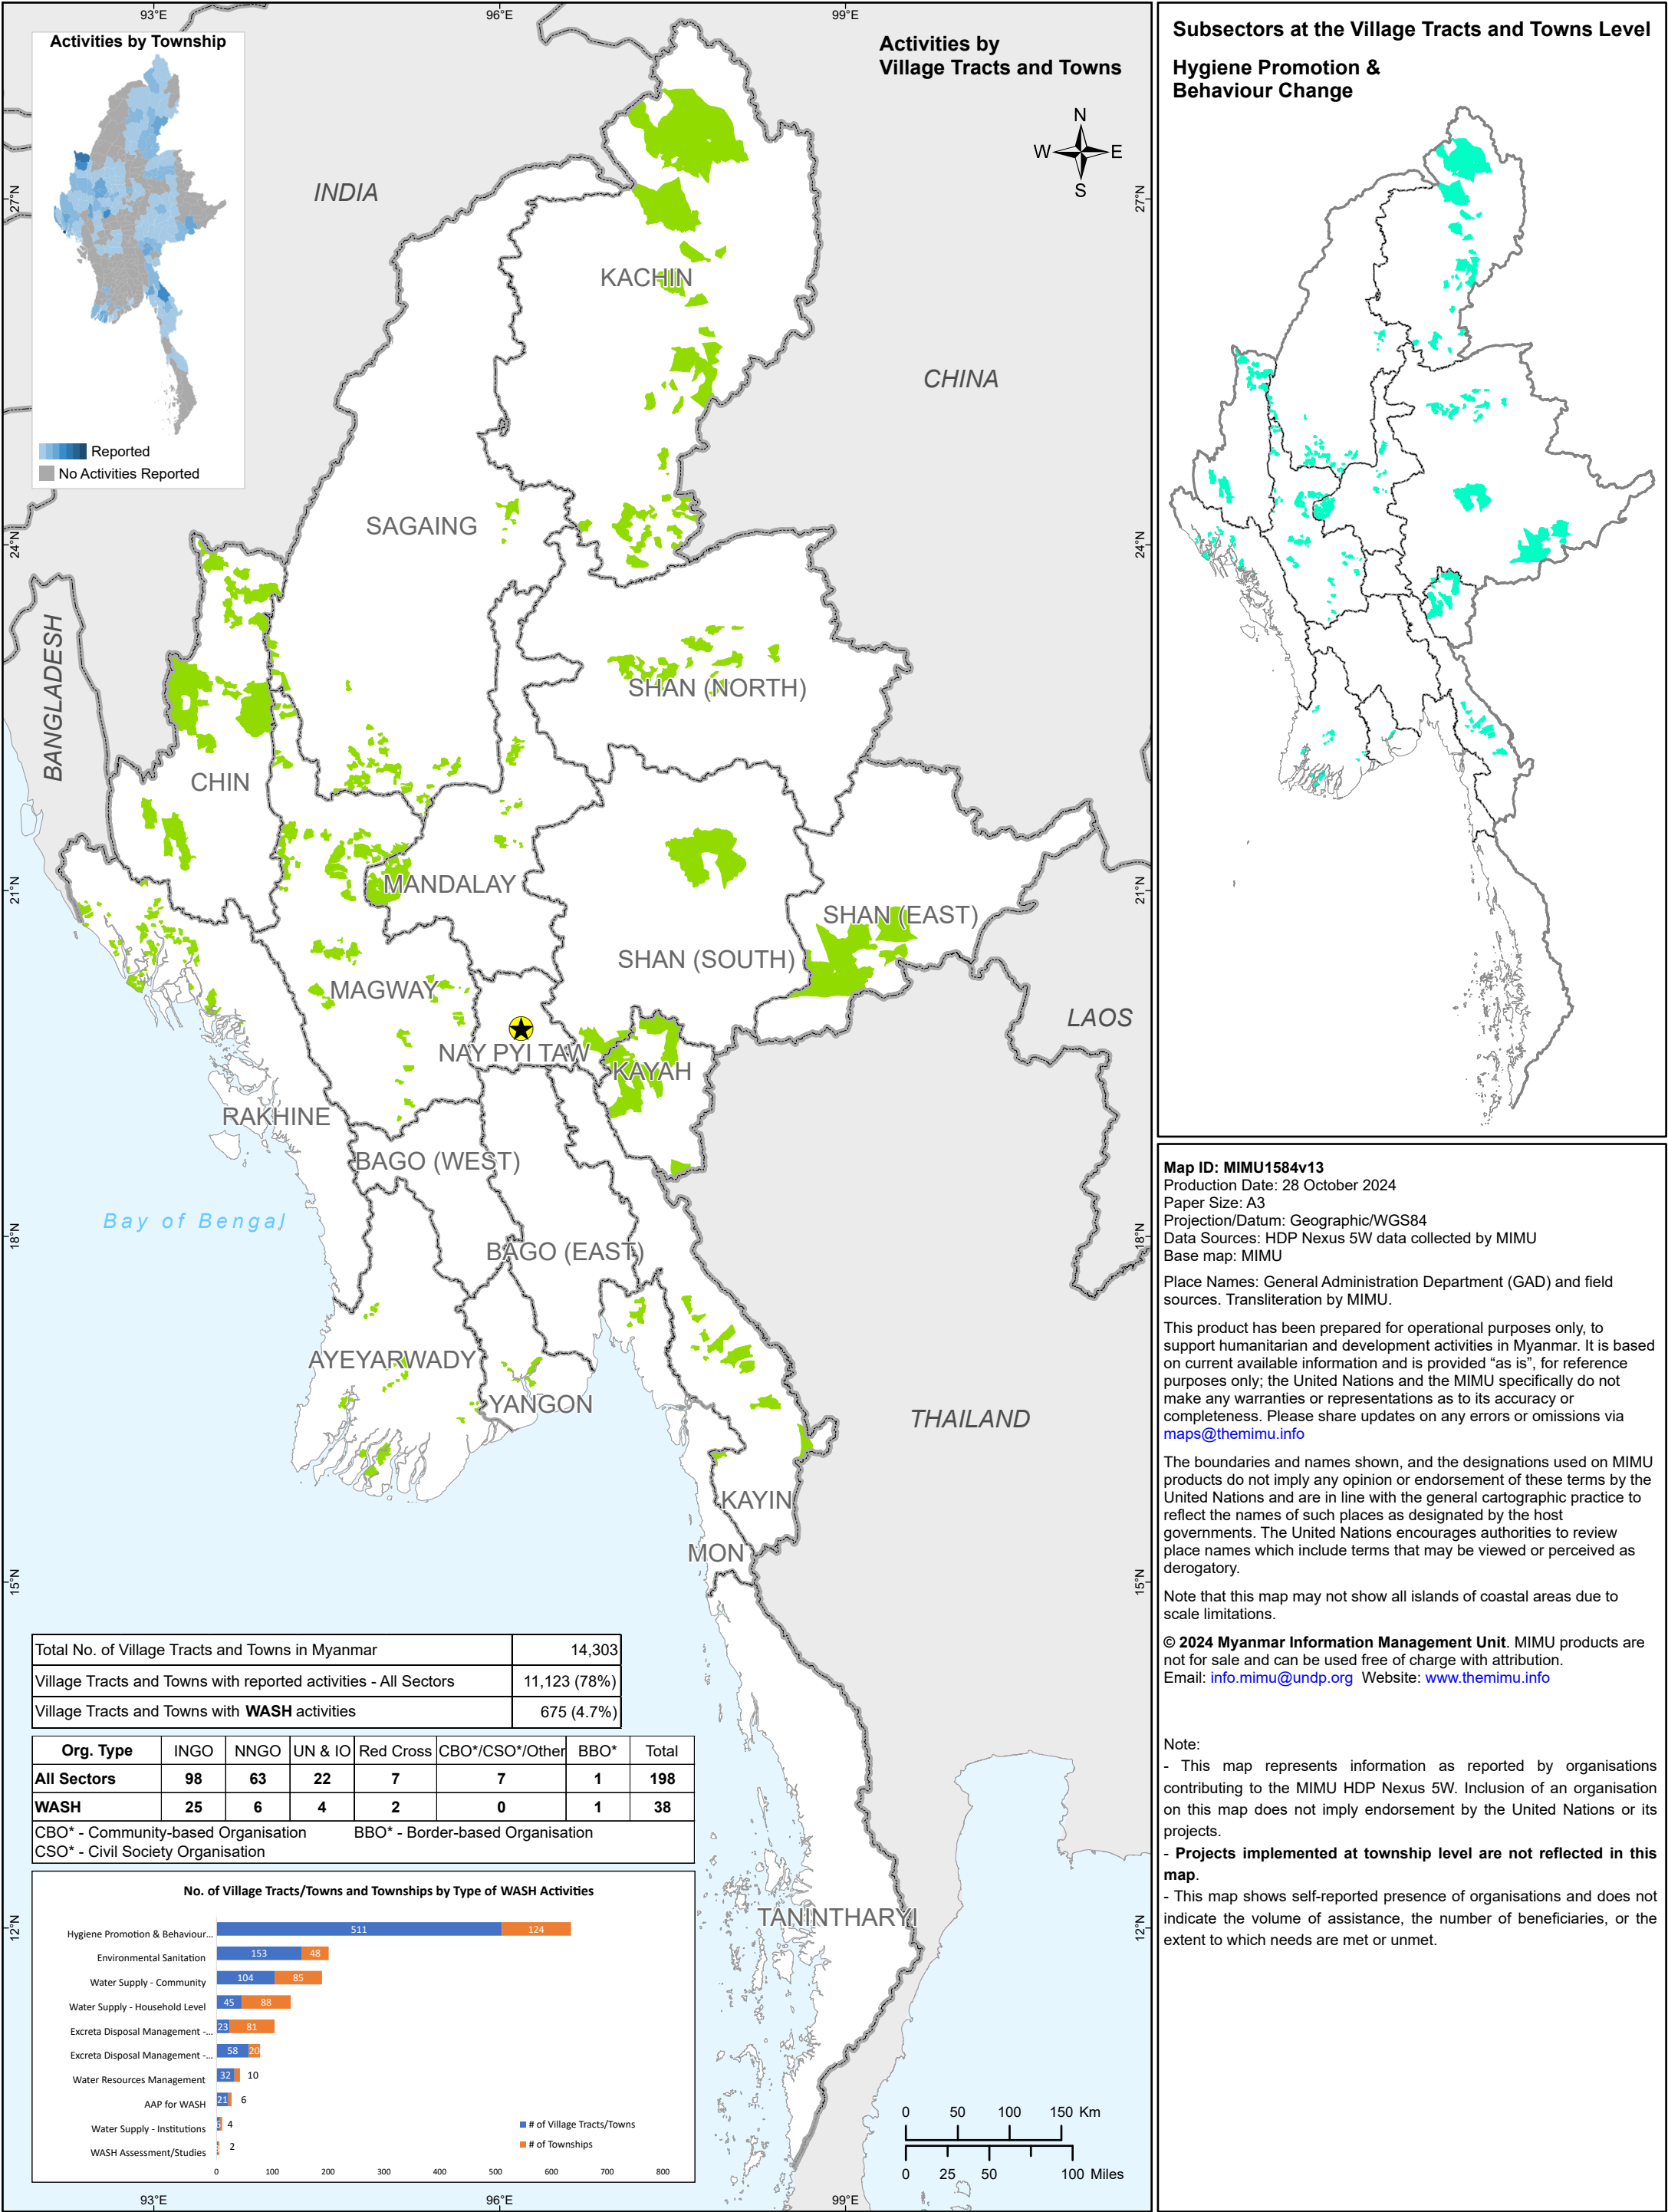 93°E
96°E
99°E
Activities by Township
Reported
No Activities Reported
Activities by
Village Tracts and Towns
N
W
E
S
27°N
27°N
24°N
24°N
21°N
21°N
18°N
18°N
15°N
15°N
12°N
12°N
INDIA
CHINA
BANGLADESH
LAOS
THAILAND
Bay of Bengal
KACHIN
SAGAING
SHAN (NORTH)
CHIN
MANDALAY
SHAN (EAST)
SHAN (SOUTH)
MAGWAY
NAY PYI TAW
KAYAH
RAKHINE
BAGO (WEST)
BAGO (EAST)
AYEYARWADY
YANGON
KAYIN
MON
TANINTHARYI
Total No. of Village Tracts and Towns in Myanmar 14,303
Village Tracts and Towns with reported activities - All Sectors 11,123 (78%)
Village Tracts and Towns with WASH activities 675 (4.7%)
Org. Type INGO NNGO UN & IO Red Cross CBO*/CSO*/Other BBO* Total
All Sectors 98 63 22 7 7 1 198
WASH 25 6 4 2 0 1 38
CBO* - Community-based Organisation BBO* - Border-based Organisation
CSO* - Civil Society Organisation
No. of Village Tracts/Towns and Townships by Type of WASH Activities
Hygiene Promotion & Behaviour... 511 124
Environmental Sanitation 153 48
Water Supply - Community 104 85
Water Supply - Household Level 45 88
Excreta Disposal Management -... 23 81
Excreta Disposal Management -... 58 20
Water Resources Management 32 10
AAP for WASH 21 6
Water Supply - Institutions 4
WASH Assessment/Studies 2
# of Village Tracts/Towns
# of Townships
0 100 200 300 400 500 600 700 800
0 50 100 150 Km
0 25 50 100 Miles
93°E
96°E
99°E
Subsectors at the Village Tracts and Towns Level
Hygiene Promotion &
Behaviour Change
Map ID: MIMU1584v13
Production Date: 28 October 2024
Paper Size: A3
Projection/Datum: Geographic/WGS84
Data Sources: HDP Nexus 5W data collected by MIMU
Base map: MIMU
Place Names: General Administration Department (GAD) and field
sources. Transliteration by MIMU.
This product has been prepared for operational purposes only, to
support humanitarian and development activities in Myanmar. It is based
on current available information and is provided “as is”, for reference
purposes only; the United Nations and the MIMU specifically do not
make any warranties or representations as to its accuracy or
completeness. Please share updates on any errors or omissions via
maps@themimu.info
The boundaries and names shown, and the designations used on MIMU
products do not imply any opinion or endorsement of these terms by the
United Nations and are in line with the general cartographic practice to
reflect the names of such places as designated by the host
governments. The United Nations encourages authorities to review
place names which include terms that may be viewed or perceived as
derogatory.
Note that this map may not show all islands of coastal areas due to
scale limitations.
© 2024 Myanmar Information Management Unit. MIMU products are
not for sale and can be used free of charge with attribution.
Email: info.mimu@undp.org Website: www.themimu.info
Note:
- This map represents information as reported by organisations
contributing to the MIMU HDP Nexus 5W. Inclusion of an organisation
on this map does not imply endorsement by the United Nations or its
projects.
- Projects implemented at township level are not reflected in this
map.
- This map shows self-reported presence of organisations and does not
indicate the volume of assistance, the number of beneficiaries, or the
extent to which needs are met or unmet.